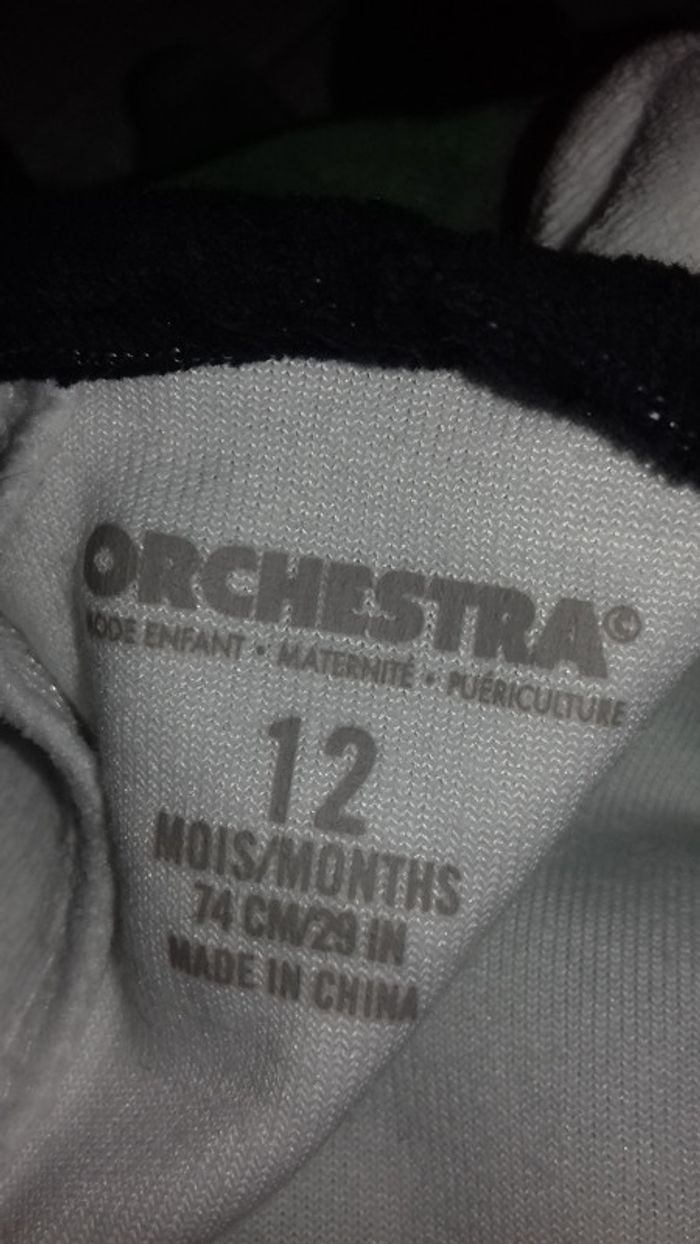 ORCHESTRA©
MODE ENFANT • MATERNITÉ • PUÉRICULTURE
12
MOIS/MONTHS
74 CM/29 IN
MADE IN CHINA